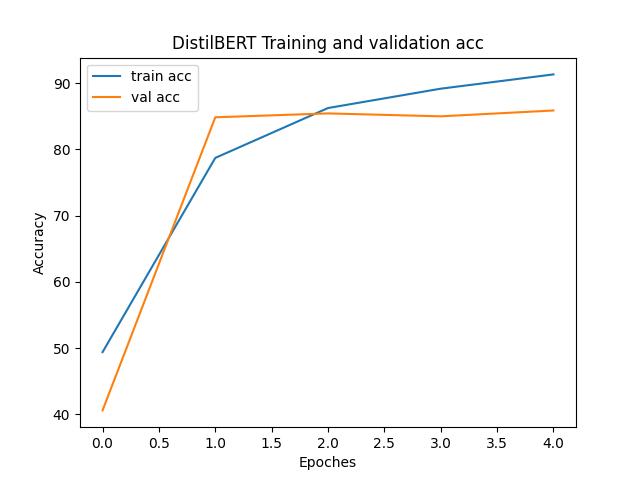 DistilBERT Training and validation acc
train acc
val acc
Accuracy
90
80
70
60
50
40
0.0 0.5 1.0 1.5 2.0 2.5 3.0 3.5 4.0
Epoches